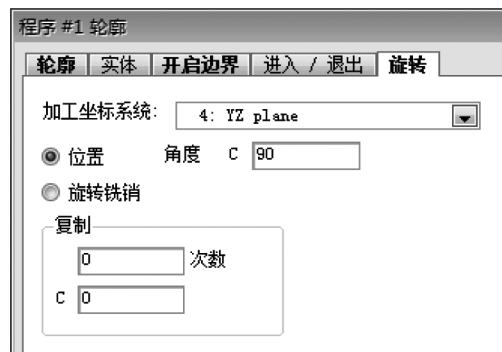 程序 #1 轮廓
轮廓 实体 开启边界 进入 / 退出 旋转
加工坐标系统: 4: YZ plane
位置 角度 C 90
旋转铣销
复制
0 次数
C 0